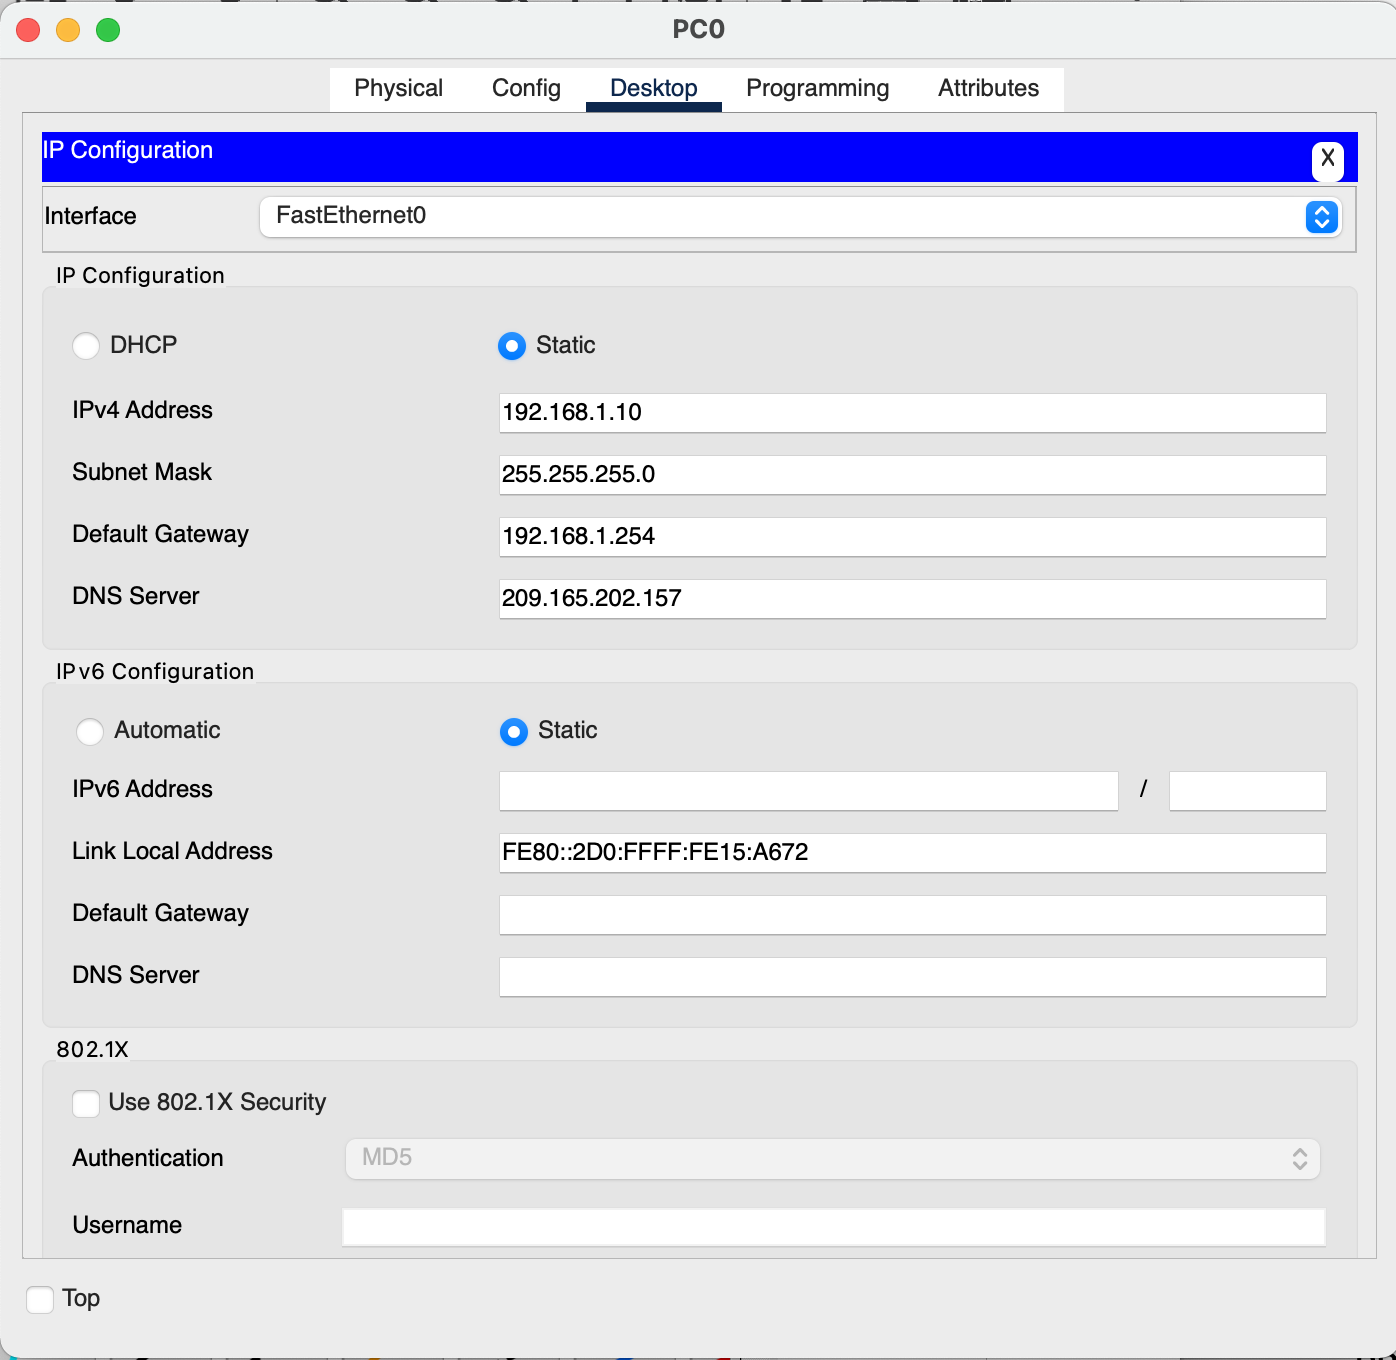 PC0
Physical Config Desktop Programming Attributes
IP Configuration X
Interface FastEthernet0
IP Configuration
DHCP Static
IPv4 Address 192.168.1.10
Subnet Mask 255.255.255.0
Default Gateway 192.168.1.254
DNS Server 209.165.202.157
IPv6 Configuration
Automatic Static
IPv6 Address /
Link Local Address FE80::2D0:FFFF:FE15:A672
Default Gateway
DNS Server
802.1X
Use 802.1X Security
Authentication MD5
Username
Top